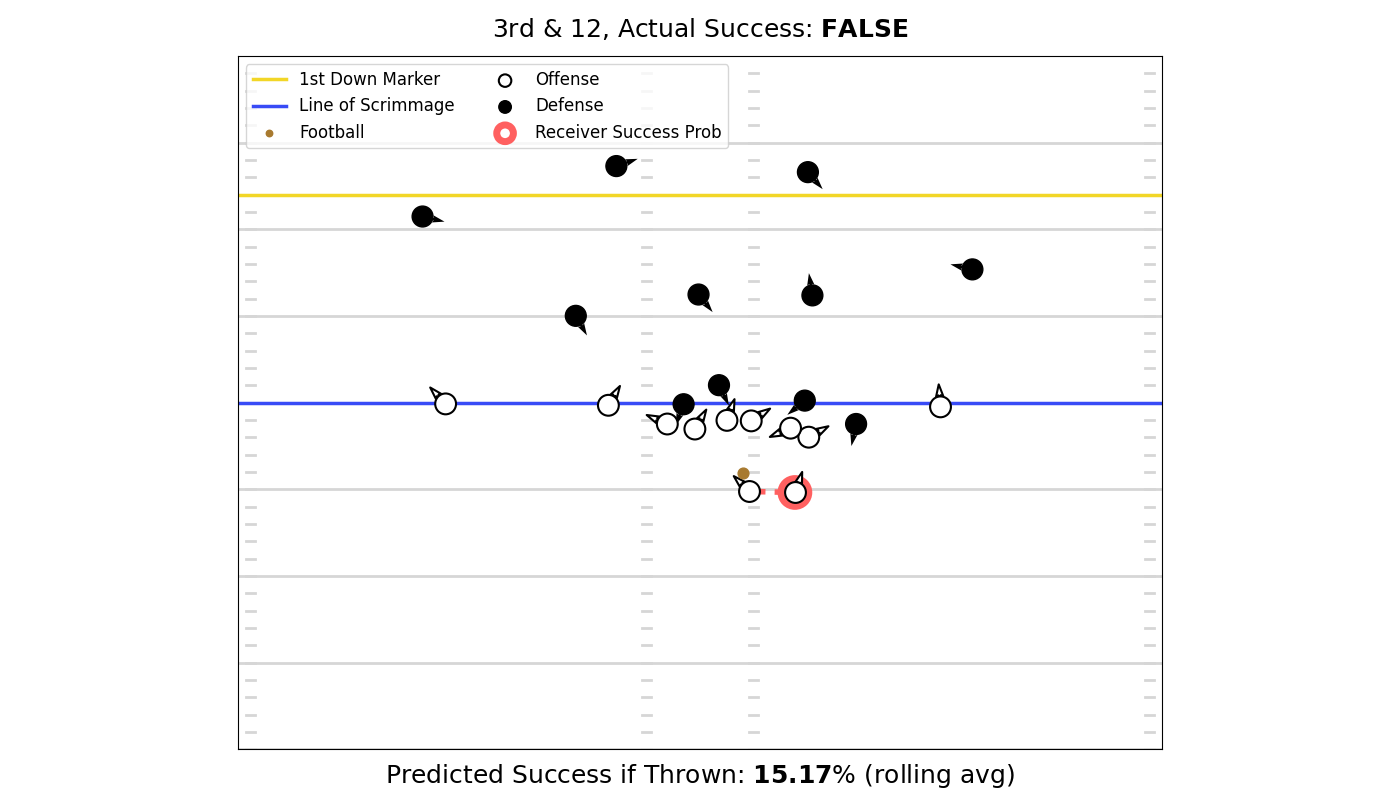 3rd & 12, Actual Success: FALSE
1st Down Marker
Line of Scrimmage
Football
Offense
Defense
Receiver Success Prob
Predicted Success if Thrown: 15.17% (rolling avg)